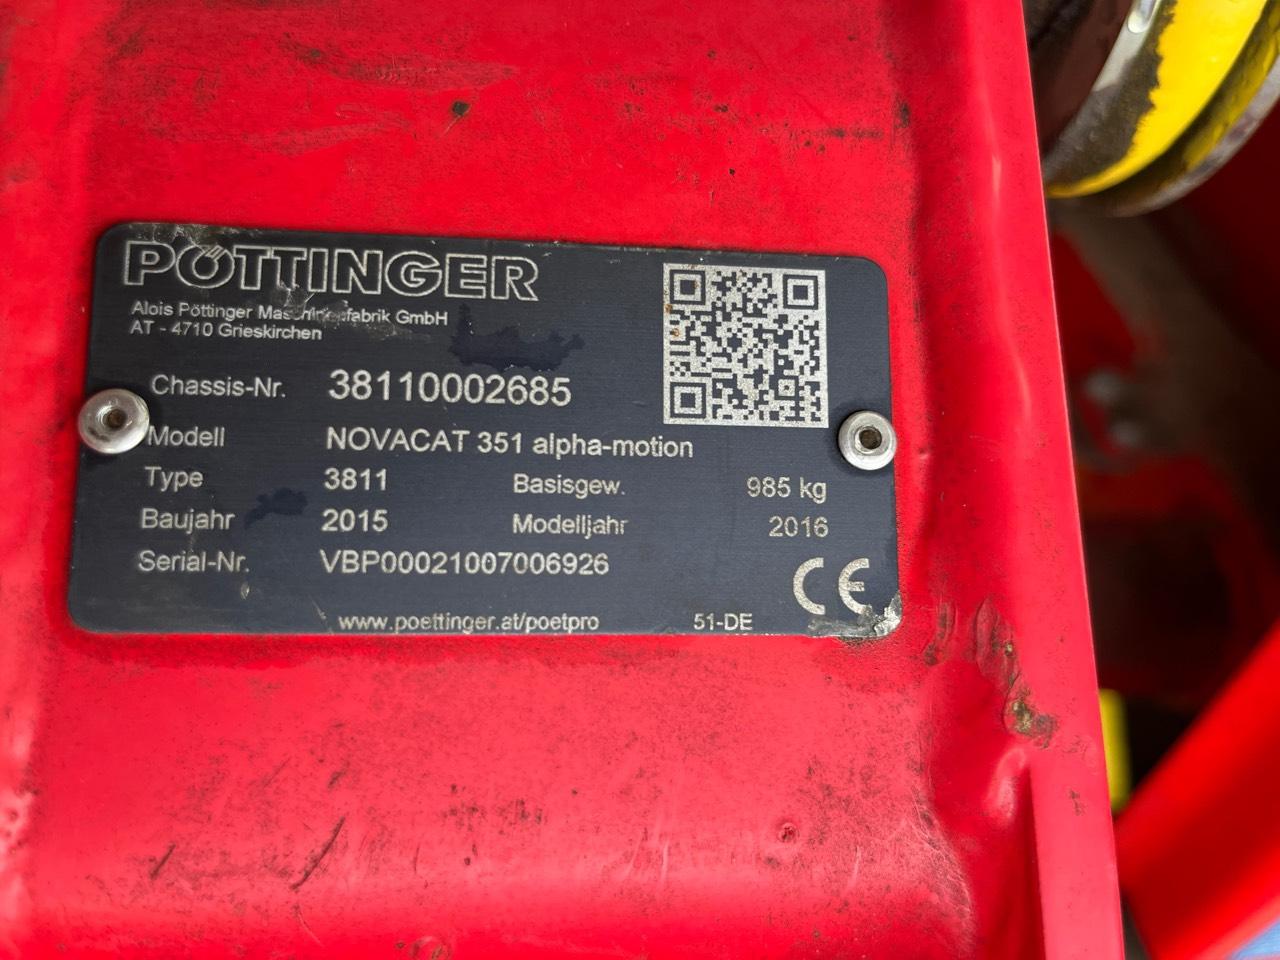 PÖTTINGER
Alois Pöttinger Maschinenfabrik GmbH
AT - 4710 Grieskirchen
Chassis-Nr. 38110002685
Modell NOVACAT 351 alpha-motion
Type 3811 Basisgew. 985 kg
Baujahr 2015 Modelljahr 2016
Serial-Nr. VBP00021007006926
CE
www.poettinger.at/poetpro 51-DE